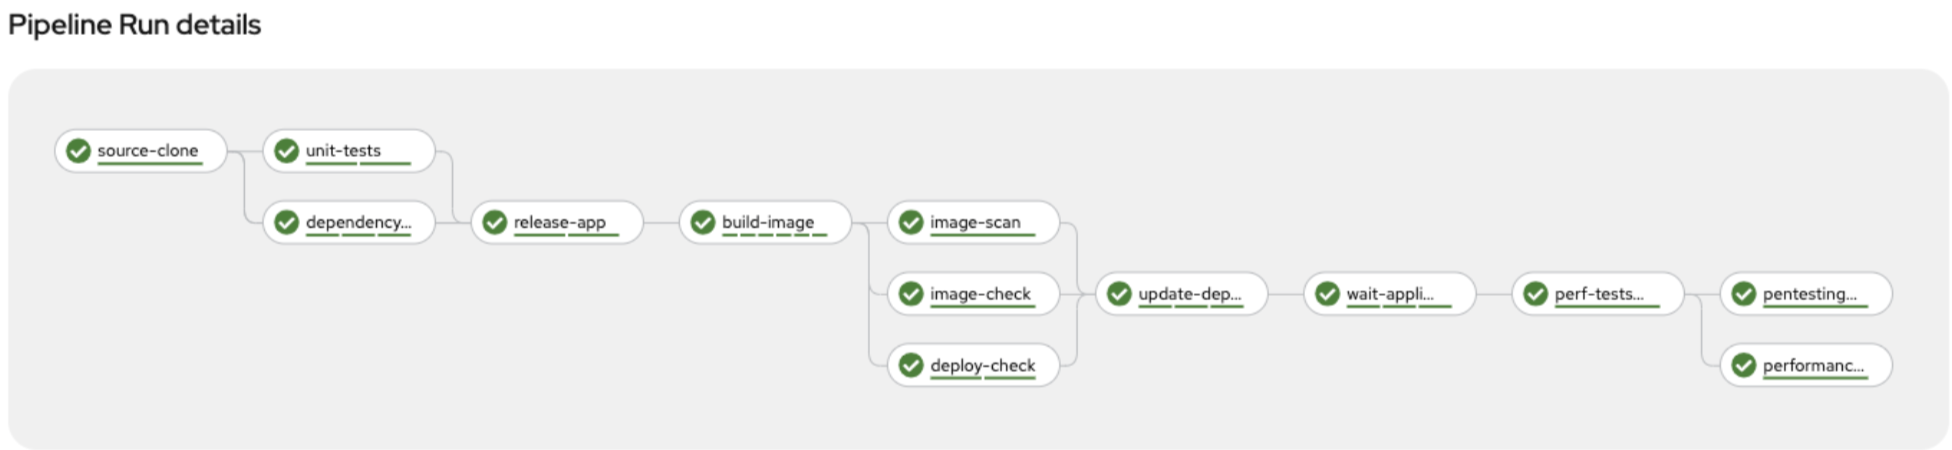 Pipeline Run details
source-clone
unit-tests
dependency...
release-app
build-image
image-scan
image-check
deploy-check
update-dep...
wait-appli...
perf-tests...
pentesting...
performanc...